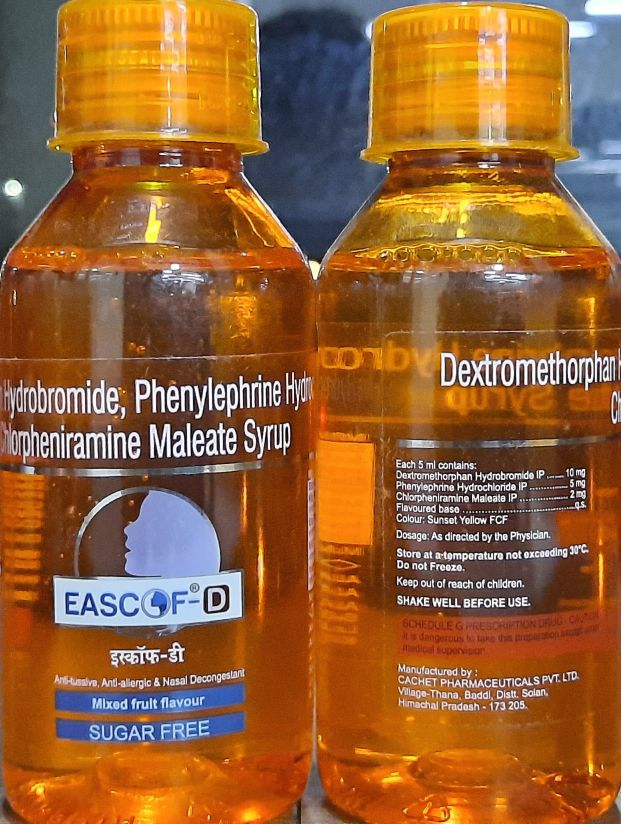 Hydrobromide, Phenylephrine Hydro
Chlorpheniramine Maleate Syrup
EASCOF®-D
इस्कॉफ-डी
Anti-tussive, Anti-allergic & Nasal Decongestant
Mixed fruit flavour
SUGAR FREE
Dextromethorphan H
Ch
Each 5 ml contains:
Dextromethorphan Hydrobromide IP ...... 10 mg
Phenylephrine Hydrochloride IP .............. 5 mg
Chlorpheniramine Maleate IP ................. 2 mg
Flavoured base ..................................... q.s.
Colour: Sunset Yellow FCF
Dosage: As directed by the Physician.
Store at a temperature not exceeding 30°C.
Do not Freeze.
Keep out of reach of children.
SHAKE WELL BEFORE USE.
SCHEDULE G PRESCRIPTION DRUG - CAUTION
it is dangerous to take this preparation except under
medical supervision.
Manufactured by :
CACHET PHARMACEUTICALS PVT. LTD.
Village-Thana, Baddi, Distt. Solan,
Himachal Pradesh - 173 205.